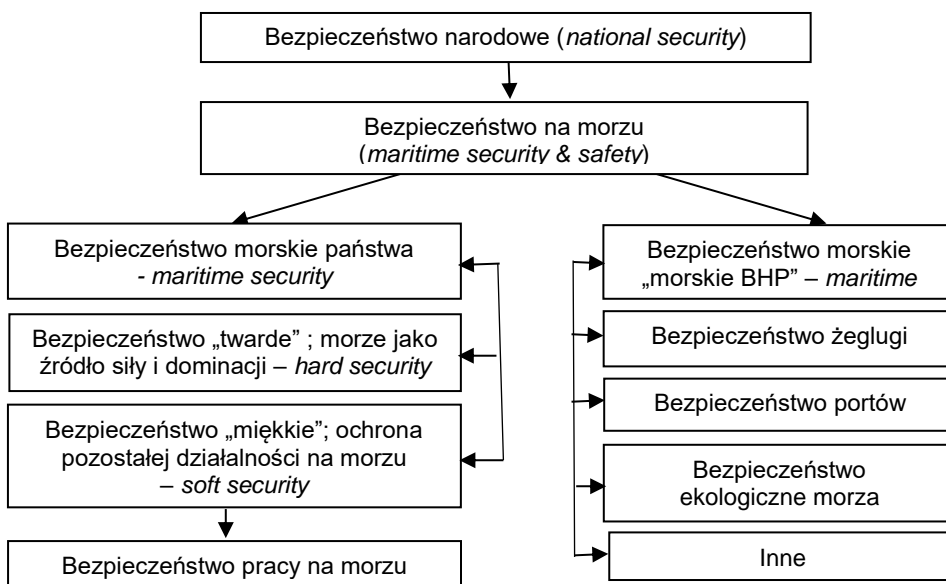 Bezpieczeństwo narodowe (national security)
Bezpieczeństwo na morzu
(maritime security & safety)
Bezpieczeństwo morskie państwa
- maritime security
Bezpieczeństwo „twarde” ; morze jako
źródło siły i dominacji – hard security
Bezpieczeństwo „miękkie”; ochrona
pozostałej działalności na morzu
– soft security
Bezpieczeństwo pracy na morzu
Bezpieczeństwo morskie
„morskie BHP” – maritime
Bezpieczeństwo żeglugi
Bezpieczeństwo portów
Bezpieczeństwo
ekologiczne morza
Inne